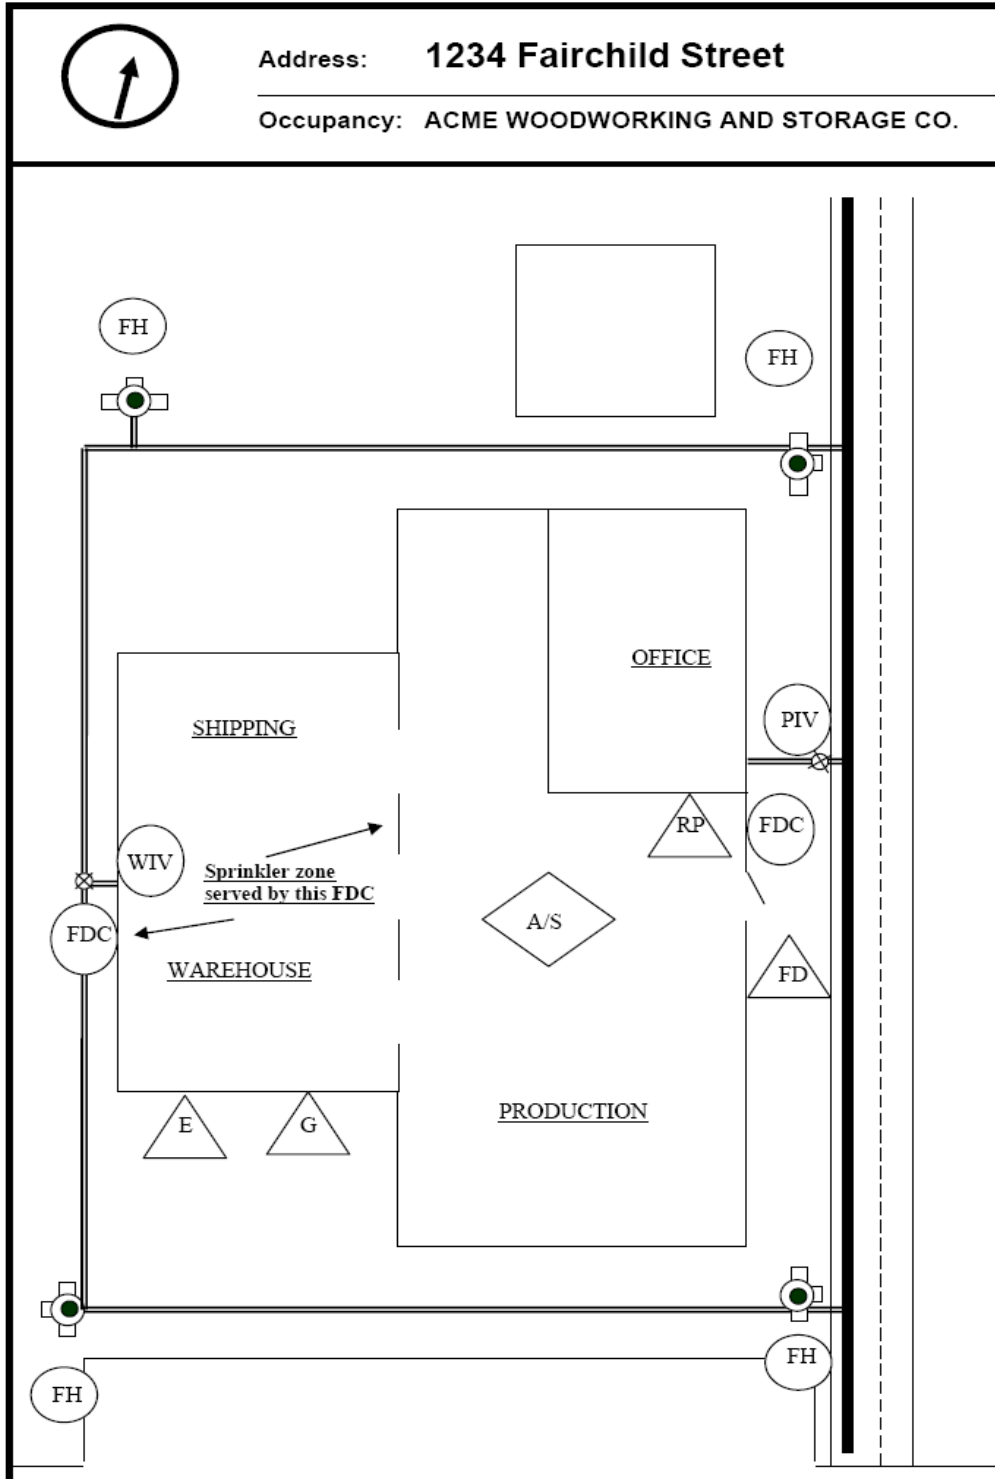 Address: 1234 Fairchild Street
Occupancy: ACME WOODWORKING AND STORAGE CO.
FH
FH
OFFICE
SHIPPING
PIV
RP
FDC
WIV
Sprinkler zone
served by this FDC
A/S
FDC
WAREHOUSE
FD
PRODUCTION
E
G
FH
FH